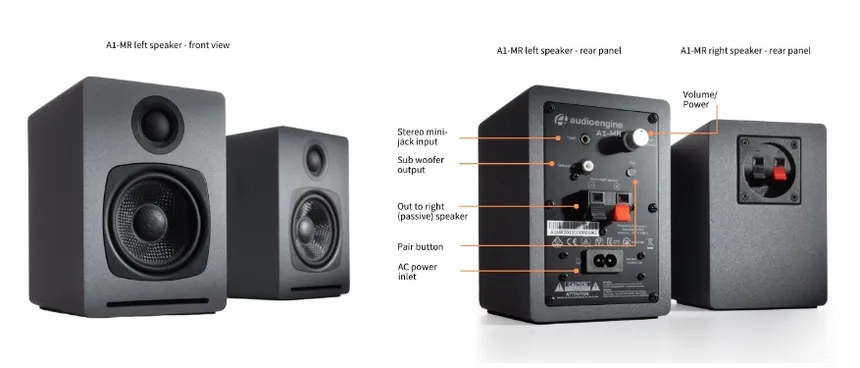 A1-MR left speaker - front view
A1-MR left speaker - rear panel
A1-MR right speaker - rear panel
Volume/
Power
Stereo mini-
jack input
Sub woofer
output
Out to right
(passive) speaker
Pair button
AC power
inlet
audioengine
A1-MR
CAUTION
ATTENTION